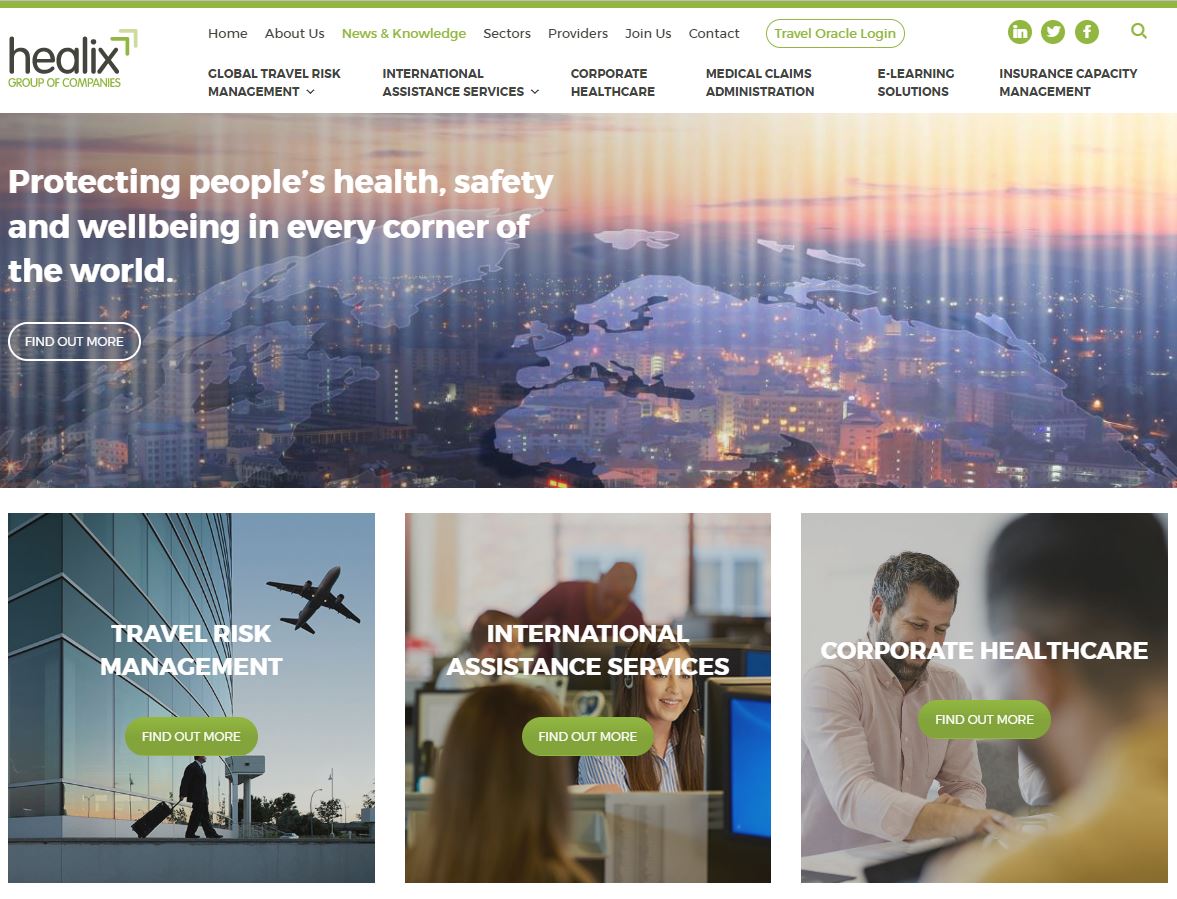 healix
GROUP OF COMPANIES
Home About Us News & Knowledge Sectors Providers Join Us Contact Travel Oracle Login
in f
GLOBAL TRAVEL RISK
MANAGEMENT
INTERNATIONAL
ASSISTANCE SERVICES
CORPORATE
HEALTHCARE
MEDICAL CLAIMS
ADMINISTRATION
E-LEARNING
SOLUTIONS
INSURANCE CAPACITY
MANAGEMENT
Protecting people's health, safety
and wellbeing in every corner of
the world.
FIND OUT MORE
TRAVEL RISK
MANAGEMENT
FIND OUT MORE
INTERNATIONAL
ASSISTANCE SERVICES
FIND OUT MORE
CORPORATE HEALTHCARE
FIND OUT MORE